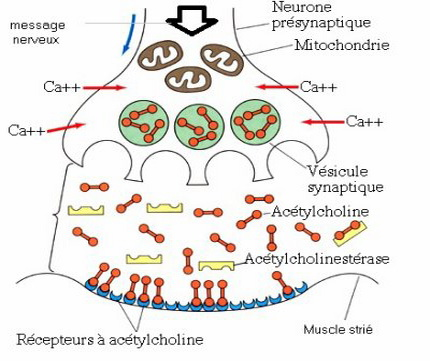 message
nerveux
Neurone
présynaptique
Mitochondrie
Ca++
Ca++
Ca++
Ca++
Vésicule
synaptique
Acétylcholine
Acétylcholinestérase
Muscle strié
Récepteurs à acétylcholine